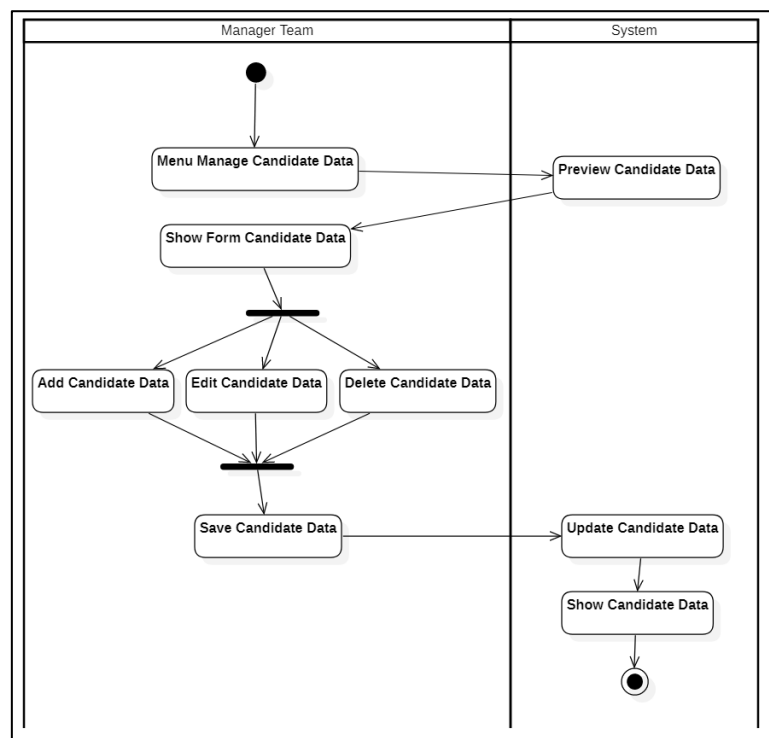 Manager Team
System
Menu Manage Candidate Data
Preview Candidate Data
Show Form Candidate Data
Add Candidate Data
Edit Candidate Data
Delete Candidate Data
Save Candidate Data
Update Candidate Data
Show Candidate Data